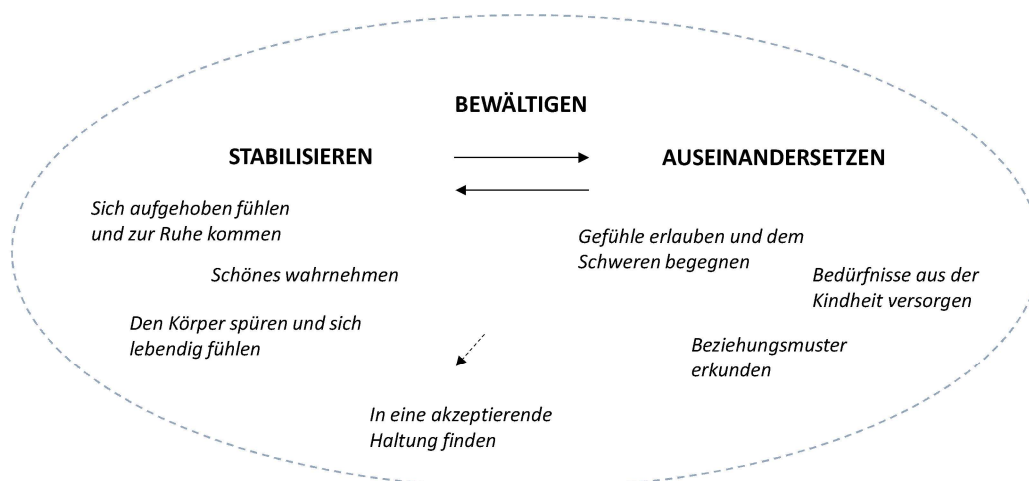 BEWÄLTIGEN
STABILISIEREN
AUSEINANDERSETZEN
Sich aufgehoben fühlen
und zur Ruhe kommen
Schönes wahrnehmen
Den Körper spüren und sich
lebendig fühlen
Gefühle erlauben und dem
Schweren begegnen
Bedürfnisse aus der
Kindheit versorgen
Beziehungsmuster
erkunden
In eine akzeptierende
Haltung finden